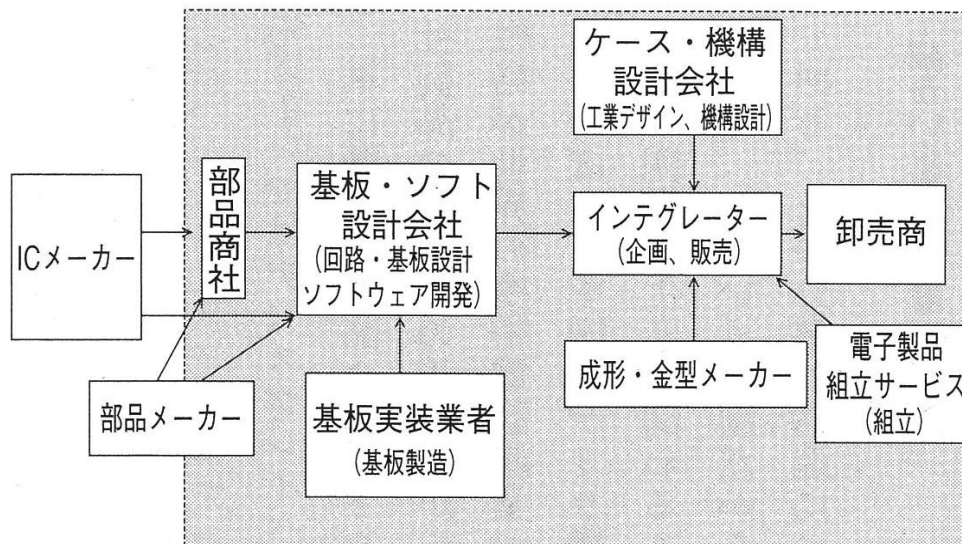 ケース・機構
設計会社
(工業デザイン、機構設計)
ICメーカー
部品商社
基板・ソフト
設計会社
(回路・基板設計
ソフトウェア開発)
インテグレーター
(企画、販売)
卸売商
部品メーカー
基板実装業者
(基板製造)
成形・金型メーカー
電子製品
組立サービス
(組立)